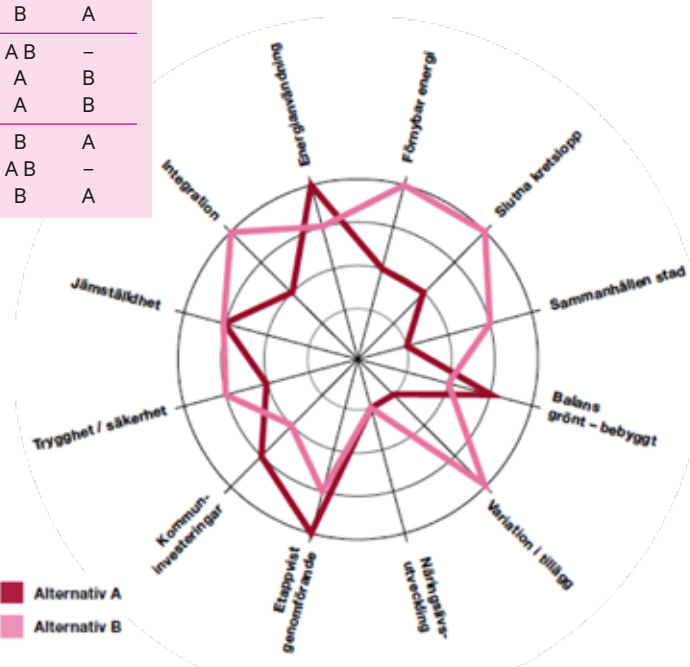 B A
A B –
A B
A B
B A
A B –
B A
Energianvändning
Förnybar energi
Slutna kretslopp
Sammanhållen stad
Balans
grönt – bebyggt
Variation i tillägg
Näringslivs-
utveckling
Etappvist
genomförande
Kommun-
investeringar
Trygghet / säkerhet
Jämställdhet
Integration
Alternativ A
Alternativ B